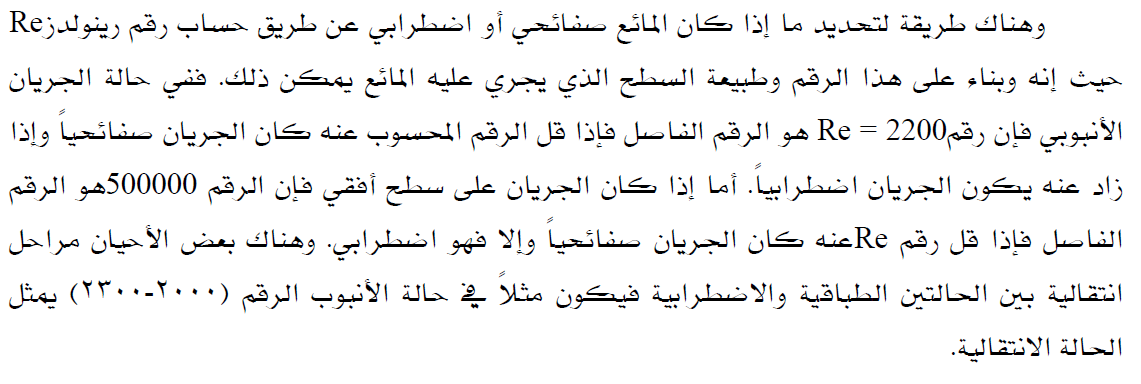 وهناك طريقة لتحديد ما إذا كان المائع صفائحي أو اضطرابي عن طريق حساب رقم رينولدزRe
حيث إنه وبناء على هذا الرقم وطبيعة السطح الذي يجري عليه المائع يمكن ذلك. ففي حالة الجريان
الأنبوبي فإن رقمRe = 2200 هو الرقم الفاصل فإذا قل الرقم المحسوب عنه كان الجريان صفائحياً وإذا
زاد عنه يكون الجريان اضطرابياً. أما إذا كان الجريان على سطح أفقي فإن الرقم 500000هو الرقم
الفاصل فإذا قل رقم Reعنه كان الجريان صفائحياً وإلا فهو اضطرابي. وهناك بعض الأحيان مراحل
انتقالية بين الحالتين الطباقية والاضطرابية فيكون مثلاً في حالة الأنبوب الرقم (٢٠٠٠-٢٣٠٠) يمثل
الحالة الانتقالية.